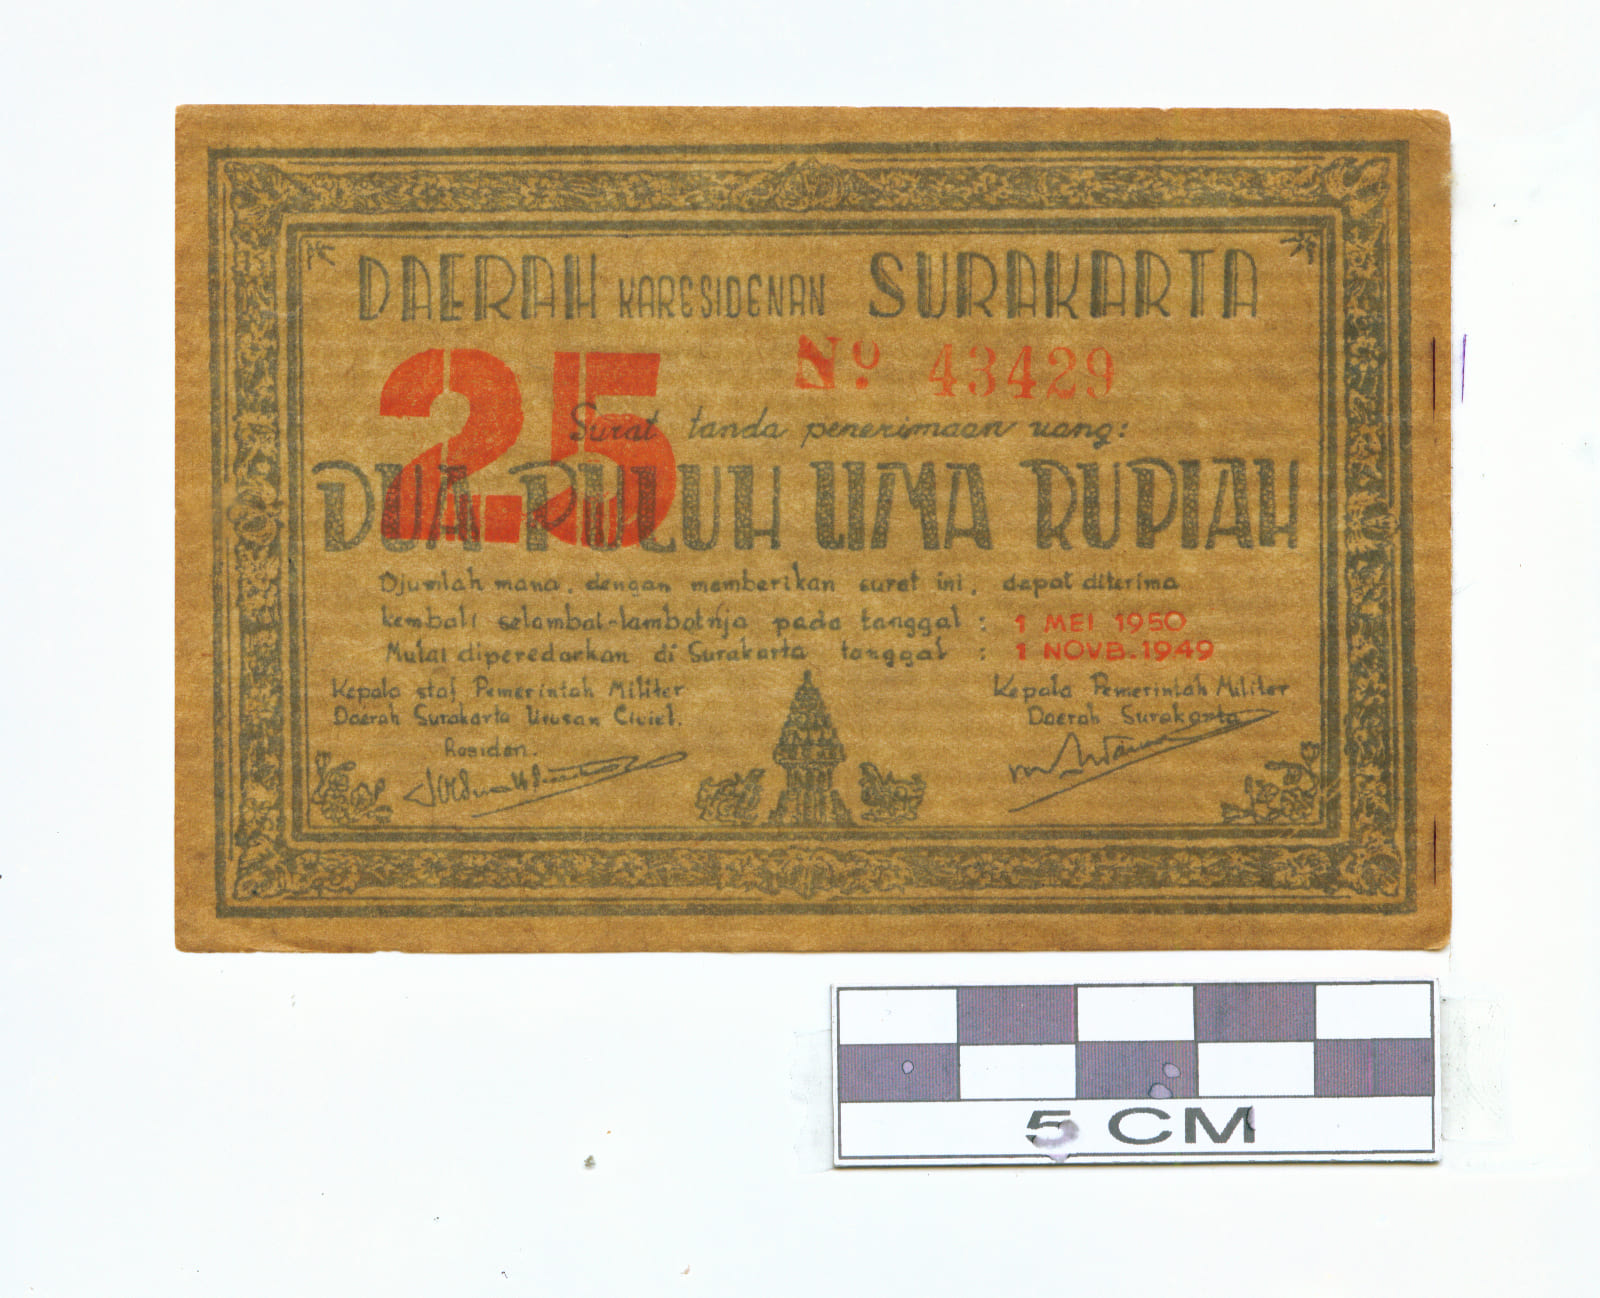 DAERAH KARESIDENAN SURAKARTA
25
Nº 43429
Surat tanda penerimaan uang:
DUA PULUH LIMA RUPIAH
Djumlah mana, dengan memberikan surat ini, dapat diterima
kembali selambat-lambatnja pada tanggal : 1 MEI 1950
Mulai diperedarkan di Surakarta tanggal : 1 NOVB.1949
Kepala staf Pemerintah Militer
Daerah Surakarta Urusan Civiel.
Residen.
Kepala Pemerintah Militer
Daerah Surakarta
5 CM